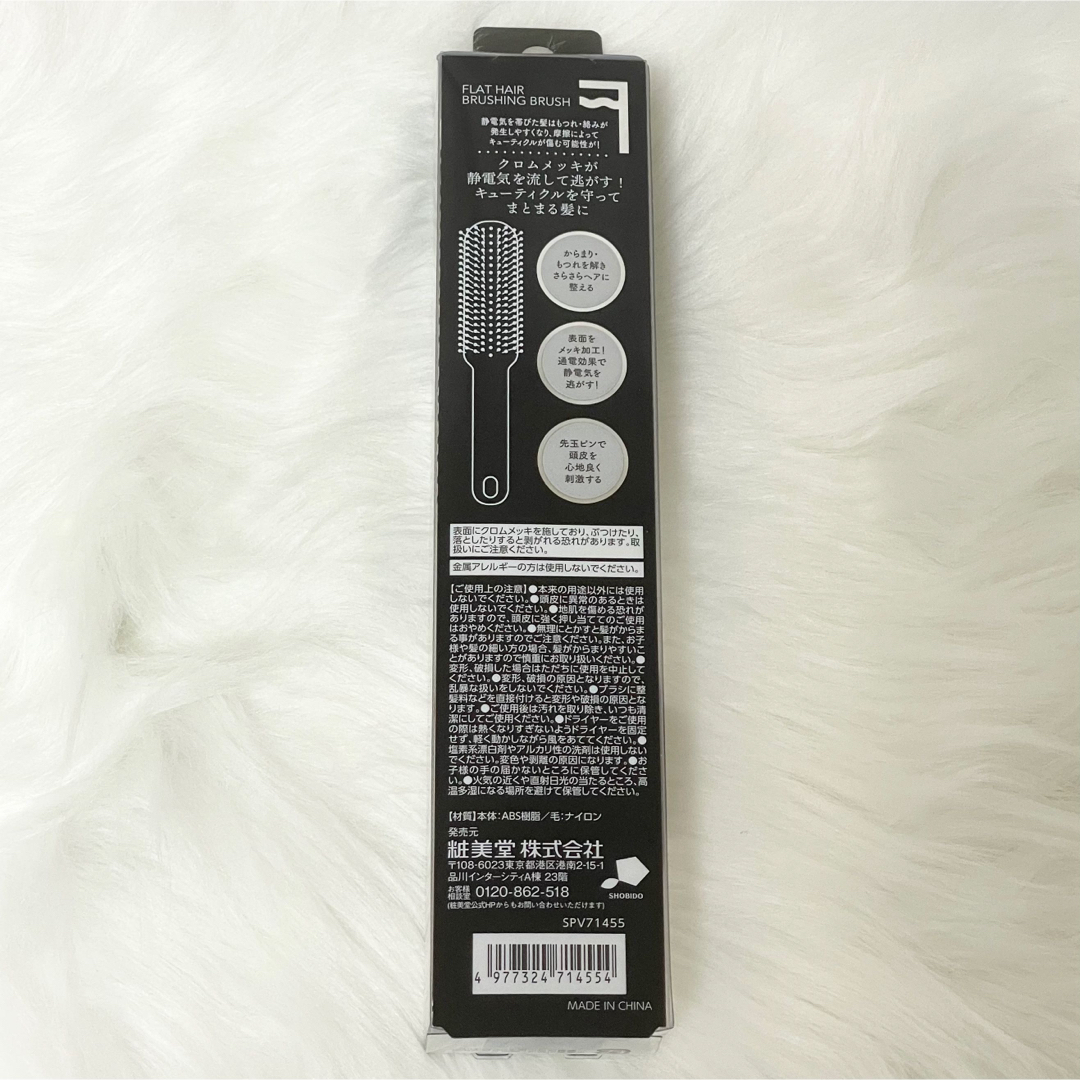 FLAT HAIR
BRUSHING BRUSH
静電気を帯びた髪はもつれ・絡みが
発生しやすくなり、摩擦によって
キューティクルが傷む可能性が!
クロムメッキが
静電気を流して逃がす!
キューティクルを守って
まとまる髪に
からまり・
もつれを解き
さらさらヘアに
整える
表面を
メッキ加工!
通電効果で
静電気を
逃がす!
先玉ピンで
頭皮を
心地良く
刺激する
表面にクロムメッキを施しており、ぶつけたり、
落としたりすると剥がれる恐れがあります。取
扱いにご注意ください。
金属アレルギーの方は使用しないでください。
【ご使用上の注意】●本来の用途以外には使用
しないでください。●頭皮に異常のあるときは
使用しないでください。●地肌を傷める恐れが
ありますので、頭皮に強く押し当ててのご使用
はおやめください。●無理にとかすと髪がからま
る事がありますのでご注意ください。また、お子
様や髪の細い方の場合、髪がからまりやすいこ
とがありますので慎重にお取り扱いください。●
変形、破損した場合はただちに使用を中止して
ください。●変形、破損の原因となりますので、
乱暴な扱いをしないでください。●ブラシに整
髪料などを直接付けると変形や破損の原因とな
ります。●ご使用後は汚れを取り除き、いつも清
潔にしてご使用ください。●ドライヤーをご使用
の際は熱くなりすぎないようドライヤーを固定
せず、軽く動かしながら風をあててください。●
塩素系漂白剤やアルカリ性の洗剤は使用しない
でください。変色や剥離の原因になります。●お
子様の手の届かないところに保管してくださ
い。●火気の近くや直射日光の当たるところ、高
温多湿になる場所を避けて保管してください。
【材質】本体:ABS樹脂/毛:ナイロン
発売元
粧美堂 株式会社
〒108-6023東京都港区港南2-15-1
品川インターシティA棟 23階
お客様
相談室 0120-862-518
(粧美堂公式HPからもお問い合わせいただけます)
SHOBIDO
SPV71455
4 977324 714554
MADE IN CHINA